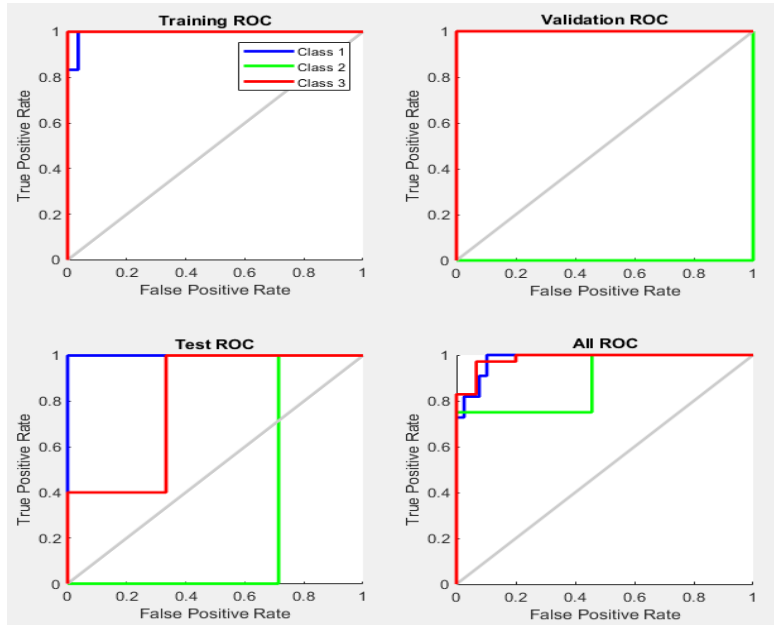 Training ROC
1
0.8
0.6
0.4
0.2
0
True Positive Rate
Class 1
Class 2
Class 3
0 0.2 0.4 0.6 0.8 1
False Positive Rate
Validation ROC
1
0.8
0.6
0.4
0.2
0
True Positive Rate
0 0.2 0.4 0.6 0.8 1
False Positive Rate
Test ROC
1
0.8
0.6
0.4
0.2
0
True Positive Rate
0 0.2 0.4 0.6 0.8 1
False Positive Rate
All ROC
1
0.8
0.6
0.4
0.2
0
True Positive Rate
0 0.2 0.4 0.6 0.8 1
False Positive Rate